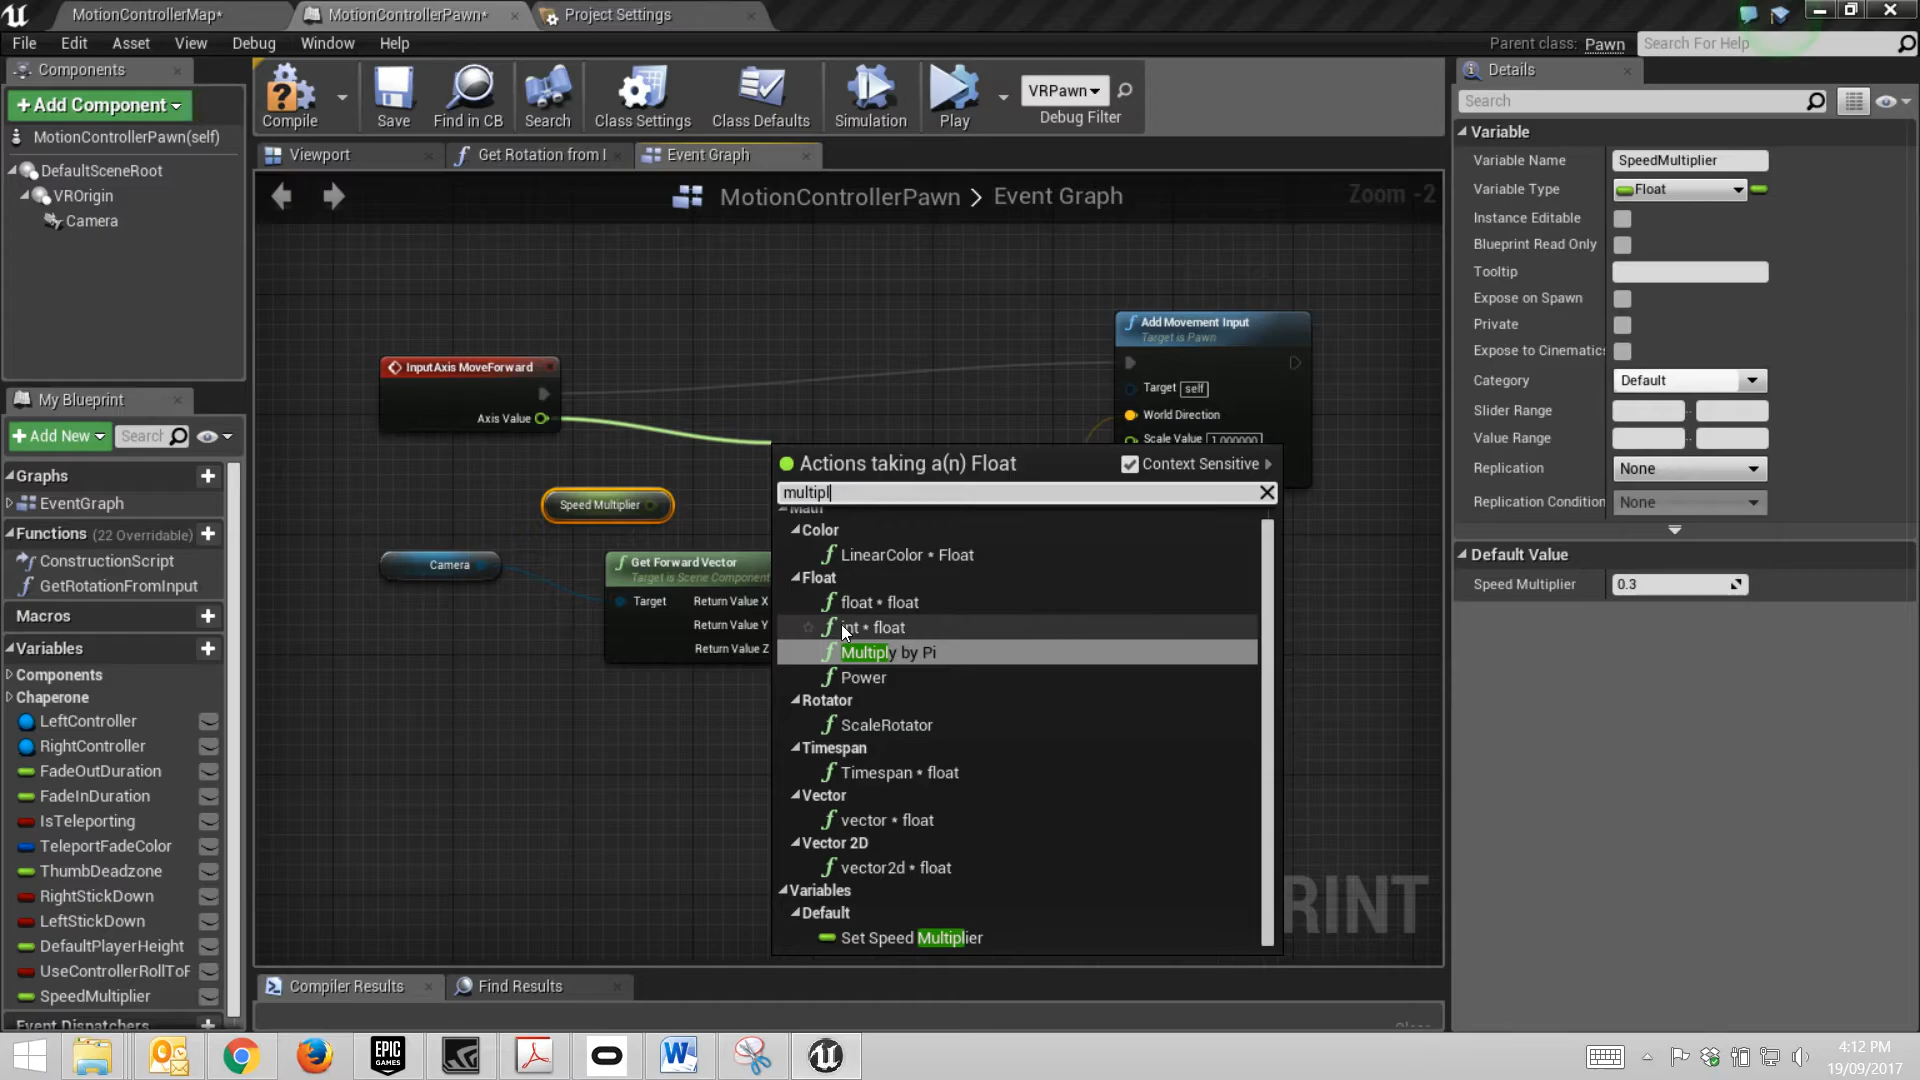 MotionControllerMap*
MotionControllerPawn*
Project Settings
File Edit Asset View Debug Window Help
Parent class: Pawn
Search For Help
Components
Add Component
MotionControllerPawn(self)
DefaultSceneRoot
VROrigin
Camera
Compile
Save
Find in CB
Search
Class Settings
Class Defaults
Simulation
Play
VRPawn
Debug Filter
Viewport
Get Rotation from I
Event Graph
MotionControllerPawn > Event Graph
Zoom -2
InputAxis MoveForward
Axis Value
Speed Multiplier
Camera
Get Forward Vector
Target is Scene Component
Target
Return Value X
Return Value Y
Return Value Z
Add Movement Input
Target is Pawn
Target self
World Direction
Scale Value 1.000000
Actions taking a(n) Float
Context Sensitive
multipl
Math
Color
LinearColor * Float
Float
float * float
int * float
Multiply by Pi
Power
Rotator
ScaleRotator
Timespan
Timespan * float
Vector
vector * float
Vector 2D
vector2d * float
Variables
Default
Set Speed Multiplier
RINT
My Blueprint
Add New
Search
Graphs
EventGraph
Functions (22 Overridable)
ConstructionScript
GetRotationFromInput
Macros
Variables
Components
Chaperone
LeftController
RightController
FadeOutDuration
FadeInDuration
IsTeleporting
TeleportFadeColor
ThumbDeadzone
RightStickDown
LeftStickDown
DefaultPlayerHeight
UseControllerRollToF
SpeedMultiplier
Event Dispatchers
Compiler Results
Find Results
Clear
Details
Search
Variable
Variable Name SpeedMultiplier
Variable Type Float
Instance Editable
Blueprint Read Only
Tooltip
Expose on Spawn
Private
Expose to Cinematics
Category Default
Slider Range
Value Range
Replication None
Replication Condition None
Default Value
Speed Multiplier 0.3
EPIC GAMES
4:12 PM
19/09/2017